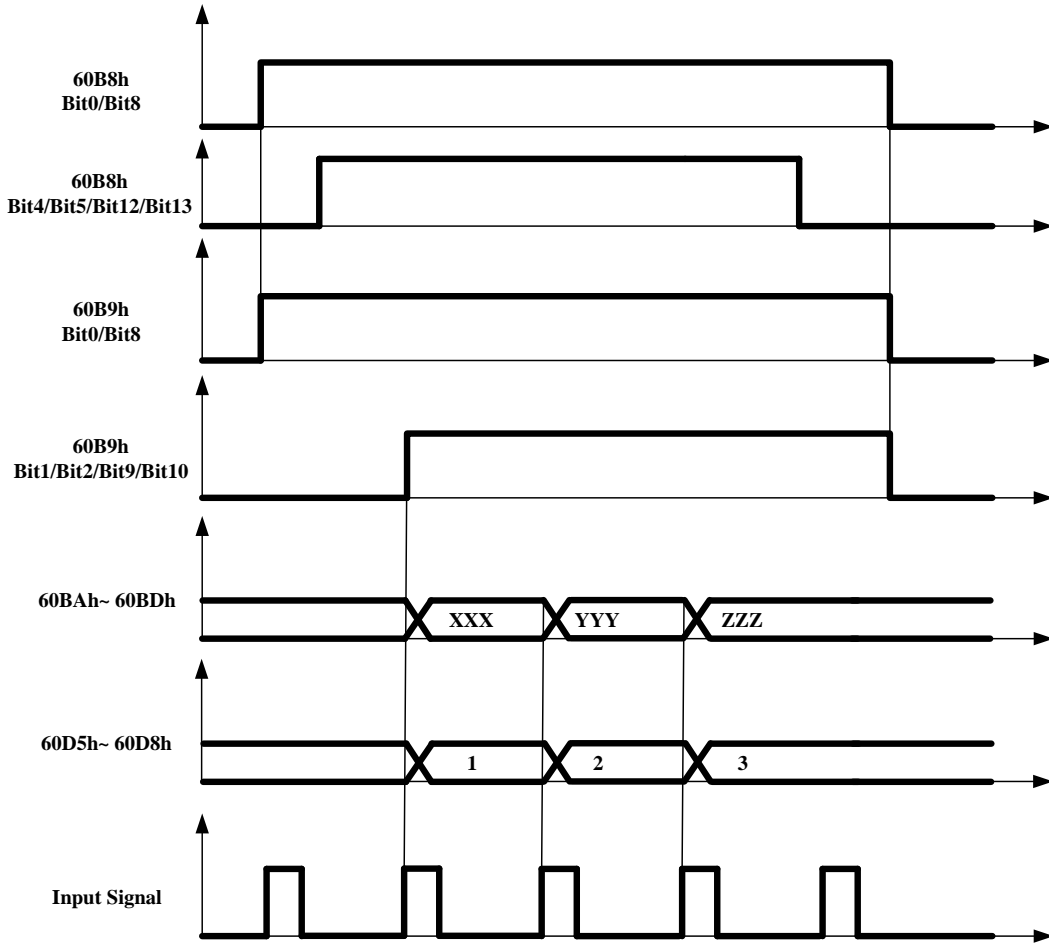 60B8h
Bit0/Bit8
60B8h
Bit4/Bit5/Bit12/Bit13
60B9h
Bit0/Bit8
60B9h
Bit1/Bit2/Bit9/Bit10
60BAh~ 60BDh
XXX YYY ZZZ
60D5h~ 60D8h
1 2 3
Input Signal